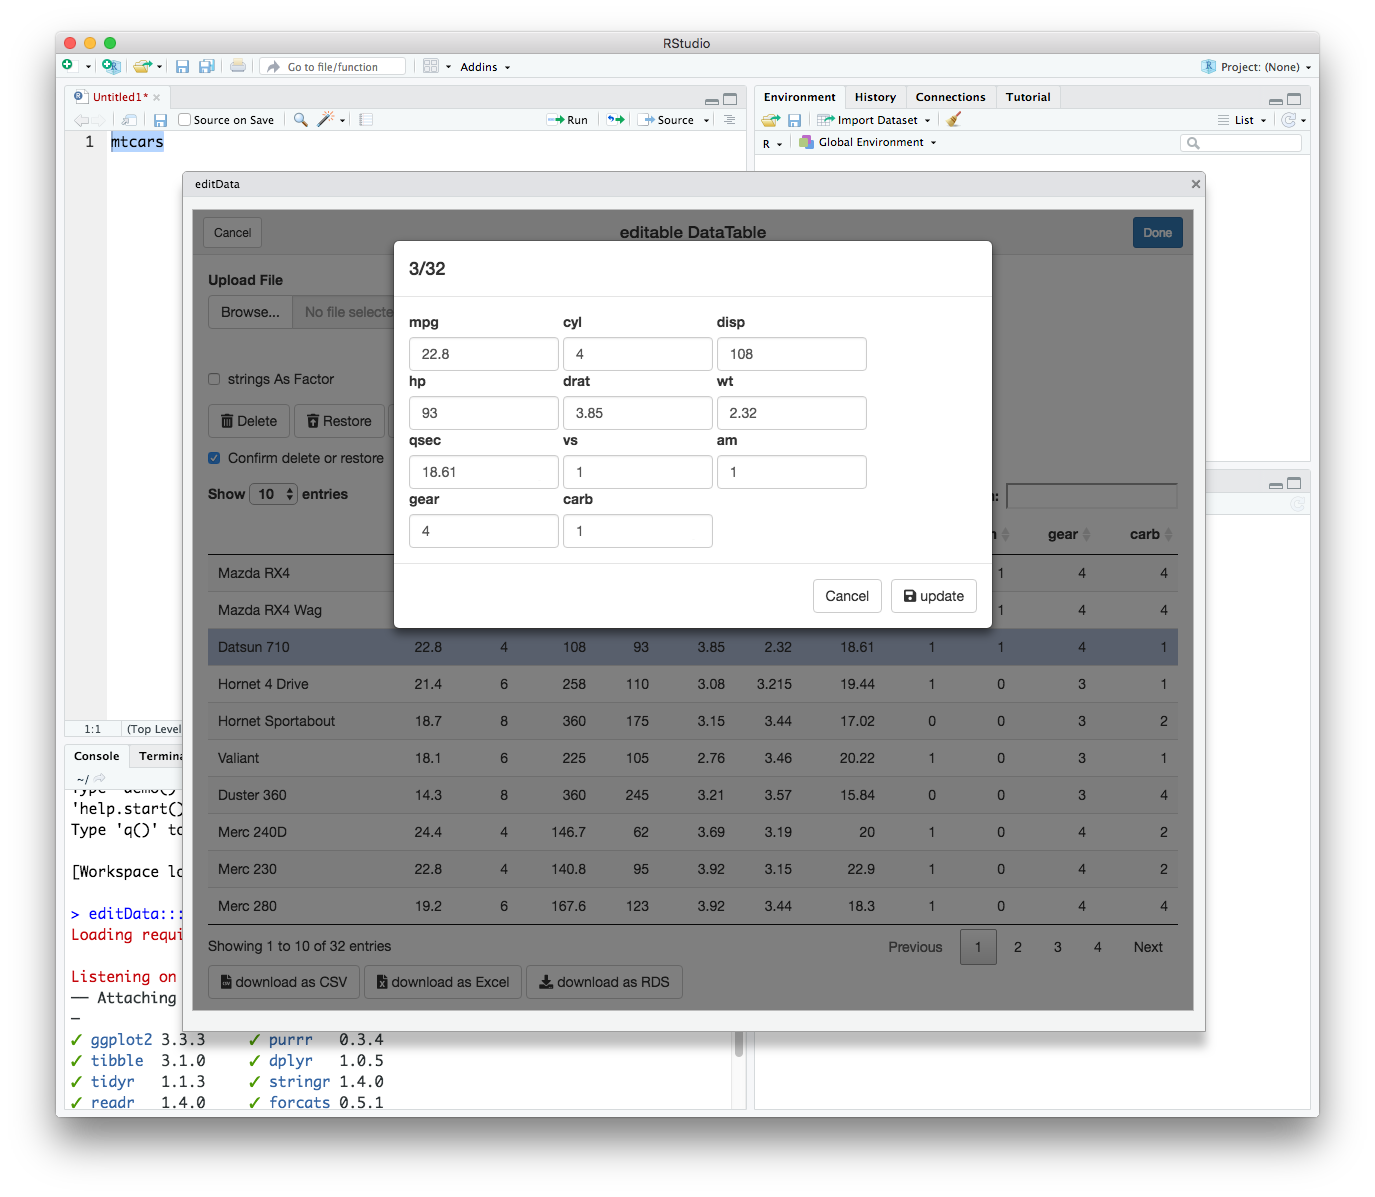 RStudio
Go to file/function Addins Project: (None)
Untitled1*
Source on Save Run Source
1 mtcars
Environment History Connections Tutorial
Import Dataset List
R Global Environment
editData
Cancel editable DataTable Done
Upload File
Browse... No file selecte
strings As Factor
Delete Restore
Confirm delete or restore
Show 10 entries
3/32
mpg cyl disp
22.8 4 108
hp drat wt
93 3.85 2.32
qsec vs am
18.61 1 1
gear carb
4 1
Cancel update
gear carb
Mazda RX4 1 4 4
Mazda RX4 Wag 1 4 4
Datsun 710 22.8 4 108 93 3.85 2.32 18.61 1 1 4 1
Hornet 4 Drive 21.4 6 258 110 3.08 3.215 19.44 1 0 3 1
Hornet Sportabout 18.7 8 360 175 3.15 3.44 17.02 0 0 3 2
Valiant 18.1 6 225 105 2.76 3.46 20.22 1 0 3 1
Duster 360 14.3 8 360 245 3.21 3.57 15.84 0 0 3 4
Merc 240D 24.4 4 146.7 62 3.69 3.19 20 1 0 4 2
Merc 230 22.8 4 140.8 95 3.92 3.15 22.9 1 0 4 2
Merc 280 19.2 6 167.6 123 3.92 3.44 18.3 1 0 4 4
Showing 1 to 10 of 32 entries Previous 1 2 3 4 Next
download as CSV download as Excel download as RDS
1:1 (Top Level
Console Termina
~/
'help.start()
Type 'q()' to
[Workspace lo
> editData:::
Loading requi
Listening on
── Attaching
─
✓ ggplot2 3.3.3 ✓ purrr 0.3.4
✓ tibble 3.1.0 ✓ dplyr 1.0.5
✓ tidyr 1.1.3 ✓ stringr 1.4.0
✓ readr 1.4.0 ✓ forcats 0.5.1